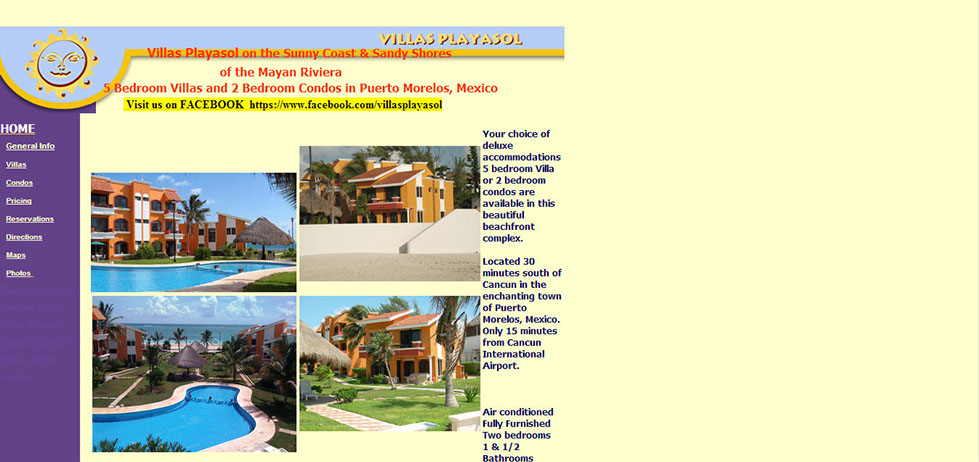 VILLAS PLAYASOL
Villas Playasol on the Sunny Coast & Sandy Shores
of the Mayan Riviera
5 Bedroom Villas and 2 Bedroom Condos in Puerto Morelos, Mexico
Visit us on FACEBOOK https://www.facebook.com/villasplayasol
HOME
General Info
Villas
Condos
Pricing
Reservations
Directions
Maps
Photos
Your choice of
deluxe
accommodations
5 bedroom Villa
or 2 bedroom
condos are
available in this
beautiful
beachfront
complex.
Located 30
minutes south of
Cancun in the
enchanting town
of Puerto
Morelos, Mexico.
Only 15 minutes
from Cancun
International
Airport.
Air conditioned
Fully Furnished
Two bedrooms
1 & 1/2
Bathrooms